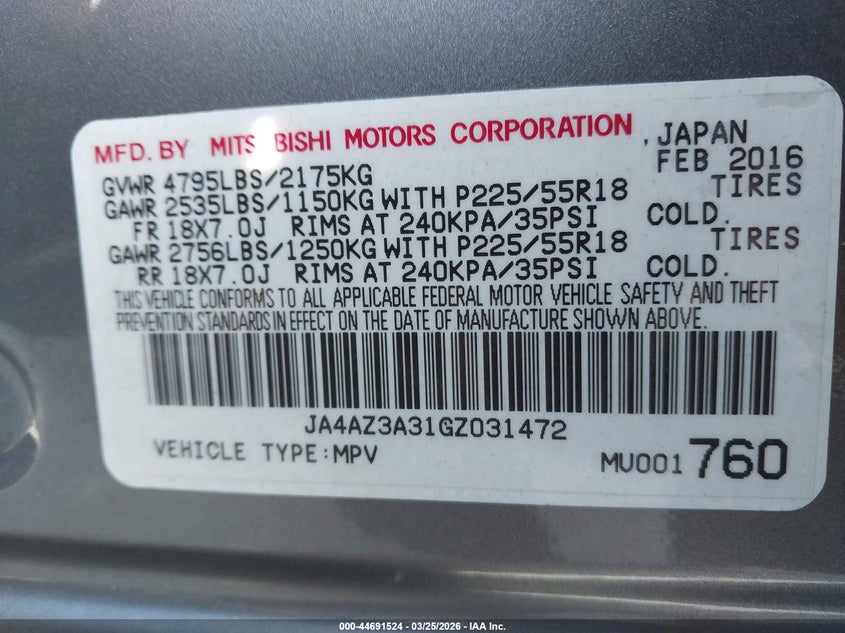 MFD. BY MITSUBISHI MOTORS CORPORATION, JAPAN
GVWR 4795LBS/2175KG FEB 2016
GAWR 2535LBS/1150KG WITH P225/55R18 TIRES
FR 18X7.0J RIMS AT 240KPA/35PSI COLD.
GAWR 2756LBS/1250KG WITH P225/55R18 TIRES
RR 18X7.0J RIMS AT 240KPA/35PSI COLD.
THIS VEHICLE CONFORMS TO ALL APPLICABLE FEDERAL MOTOR VEHICLE SAFETY AND THEFT
PREVENTION STANDARDS IN EFFECT ON THE DATE OF MANUFACTURE SHOWN ABOVE.
JA4AZ3A31GZ031472
VEHICLE TYPE:MPV MU001 760
000-44691524 | 03/25/2026 - IAA Inc.